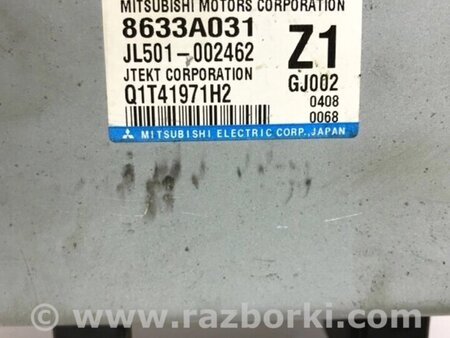 MITSUBISHI MOTORS CORPORATION
8633A031
Z1
JL501-002462
JTEKT CORPORATION
GJ002
Q1T41971H2
0408
0068
MITSUBISHI ELECTRIC CORP., JAPAN
© www.razborki.com